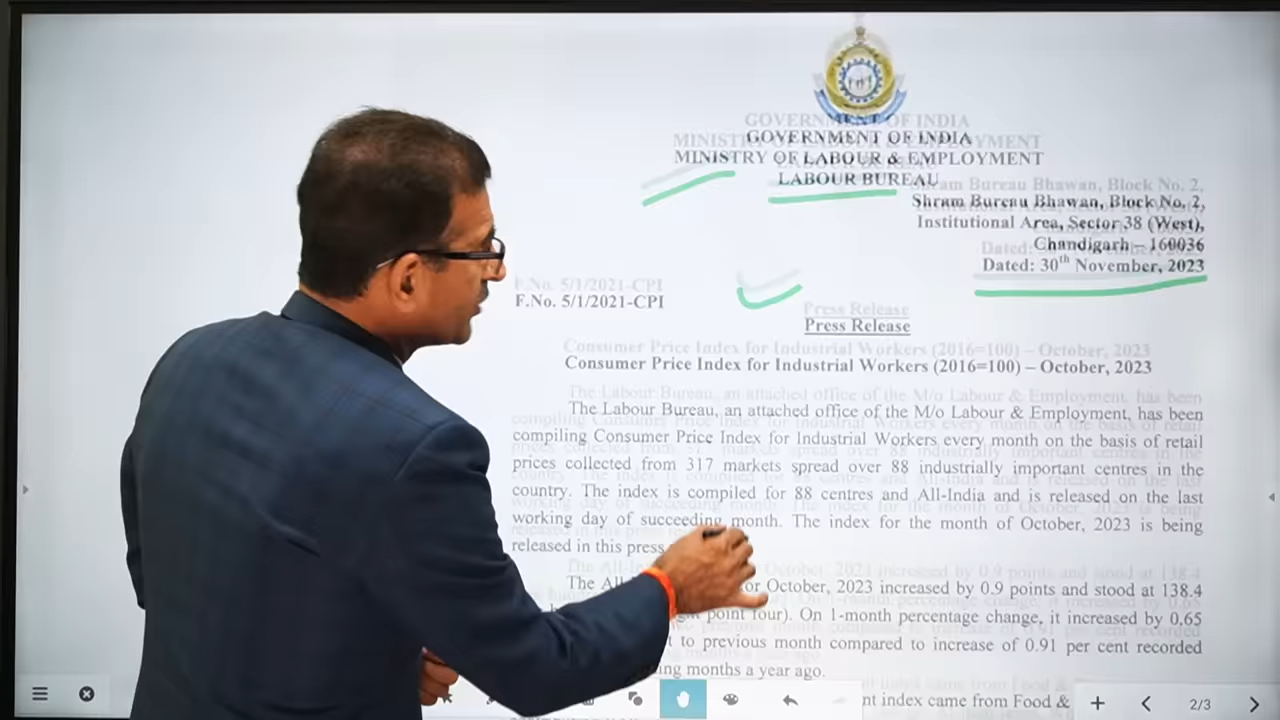 GOVERNMENT OF INDIA
MINISTRY OF LABOUR & EMPLOYMENT
LABOUR BUREAU
Shram Bureau Bhawan, Block No. 2,
Institutional Area, Sector 38 (West),
Chandigarh – 160036
Dated: 30th November, 2023
F.No. 5/1/2021-CPI
Press Release
Consumer Price Index for Industrial Workers (2016=100) – October, 2023
The Labour Bureau, an attached office of the M/o Labour & Employment, has been
compiling Consumer Price Index for Industrial Workers every month on the basis of retail
prices collected from 317 markets spread over 88 industrially important centres in the
country. The index is compiled for 88 centres and All-India and is released on the last
working day of succeeding month. The index for the month of October, 2023 is being
released in this press
The October, 2023 increased by 0.9 points and stood at 138.4
point four). On 1-month percentage change, it increased by 0.65
to previous month compared to increase of 0.91 per cent recorded
months a year ago.
index came from Food &
2/3